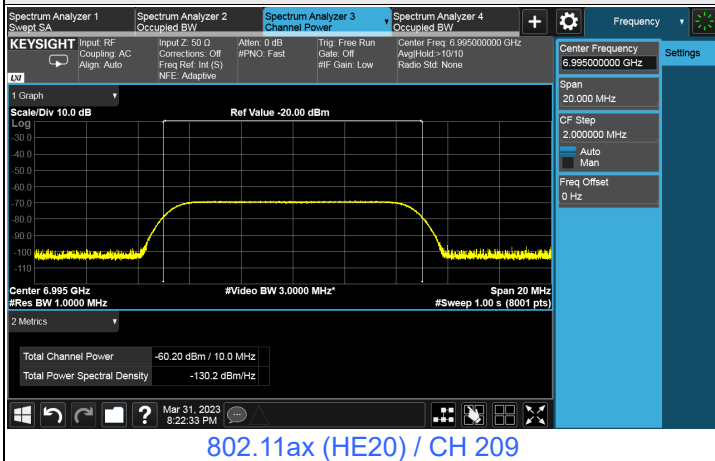 Spectrum Analyzer 1
Swept SA
Spectrum Analyzer 2
Occupied BW
Spectrum Analyzer 3
Channel Power
Spectrum Analyzer 4
Occupied BW
+
Frequency
KEYSIGHT
LXI
Input: RF
Coupling: AC
Align: Auto
Input Z: 50 Ω
Corrections: Off
Freq Ref: Int (S)
NFE: Adaptive
Atten: 0 dB
#PNO: Fast
Trig: Free Run
Gate: Off
#IF Gain: Low
Center Freq: 6.995000000 GHz
Avg|Hold:>10/10
Radio Std: None
Center Frequency
6.995000000 GHz
Settings
Span
20.000 MHz
CF Step
2.000000 MHz
Auto
Man
Freq Offset
0 Hz
1 Graph
Scale/Div 10.0 dB
Ref Value -20.00 dBm
Log
-30.0
-40.0
-50.0
-60.0
-70.0
-80.0
-90.0
-100
-110
Center 6.995 GHz
#Video BW 3.0000 MHz*
Span 20 MHz
#Res BW 1.0000 MHz
#Sweep 1.00 s (8001 pts)
2 Metrics
Total Channel Power -60.20 dBm / 10.0 MHz
Total Power Spectral Density -130.2 dBm/Hz
?
Mar 31, 2023
8:22:33 PM
802.11ax (HE20) / CH 209